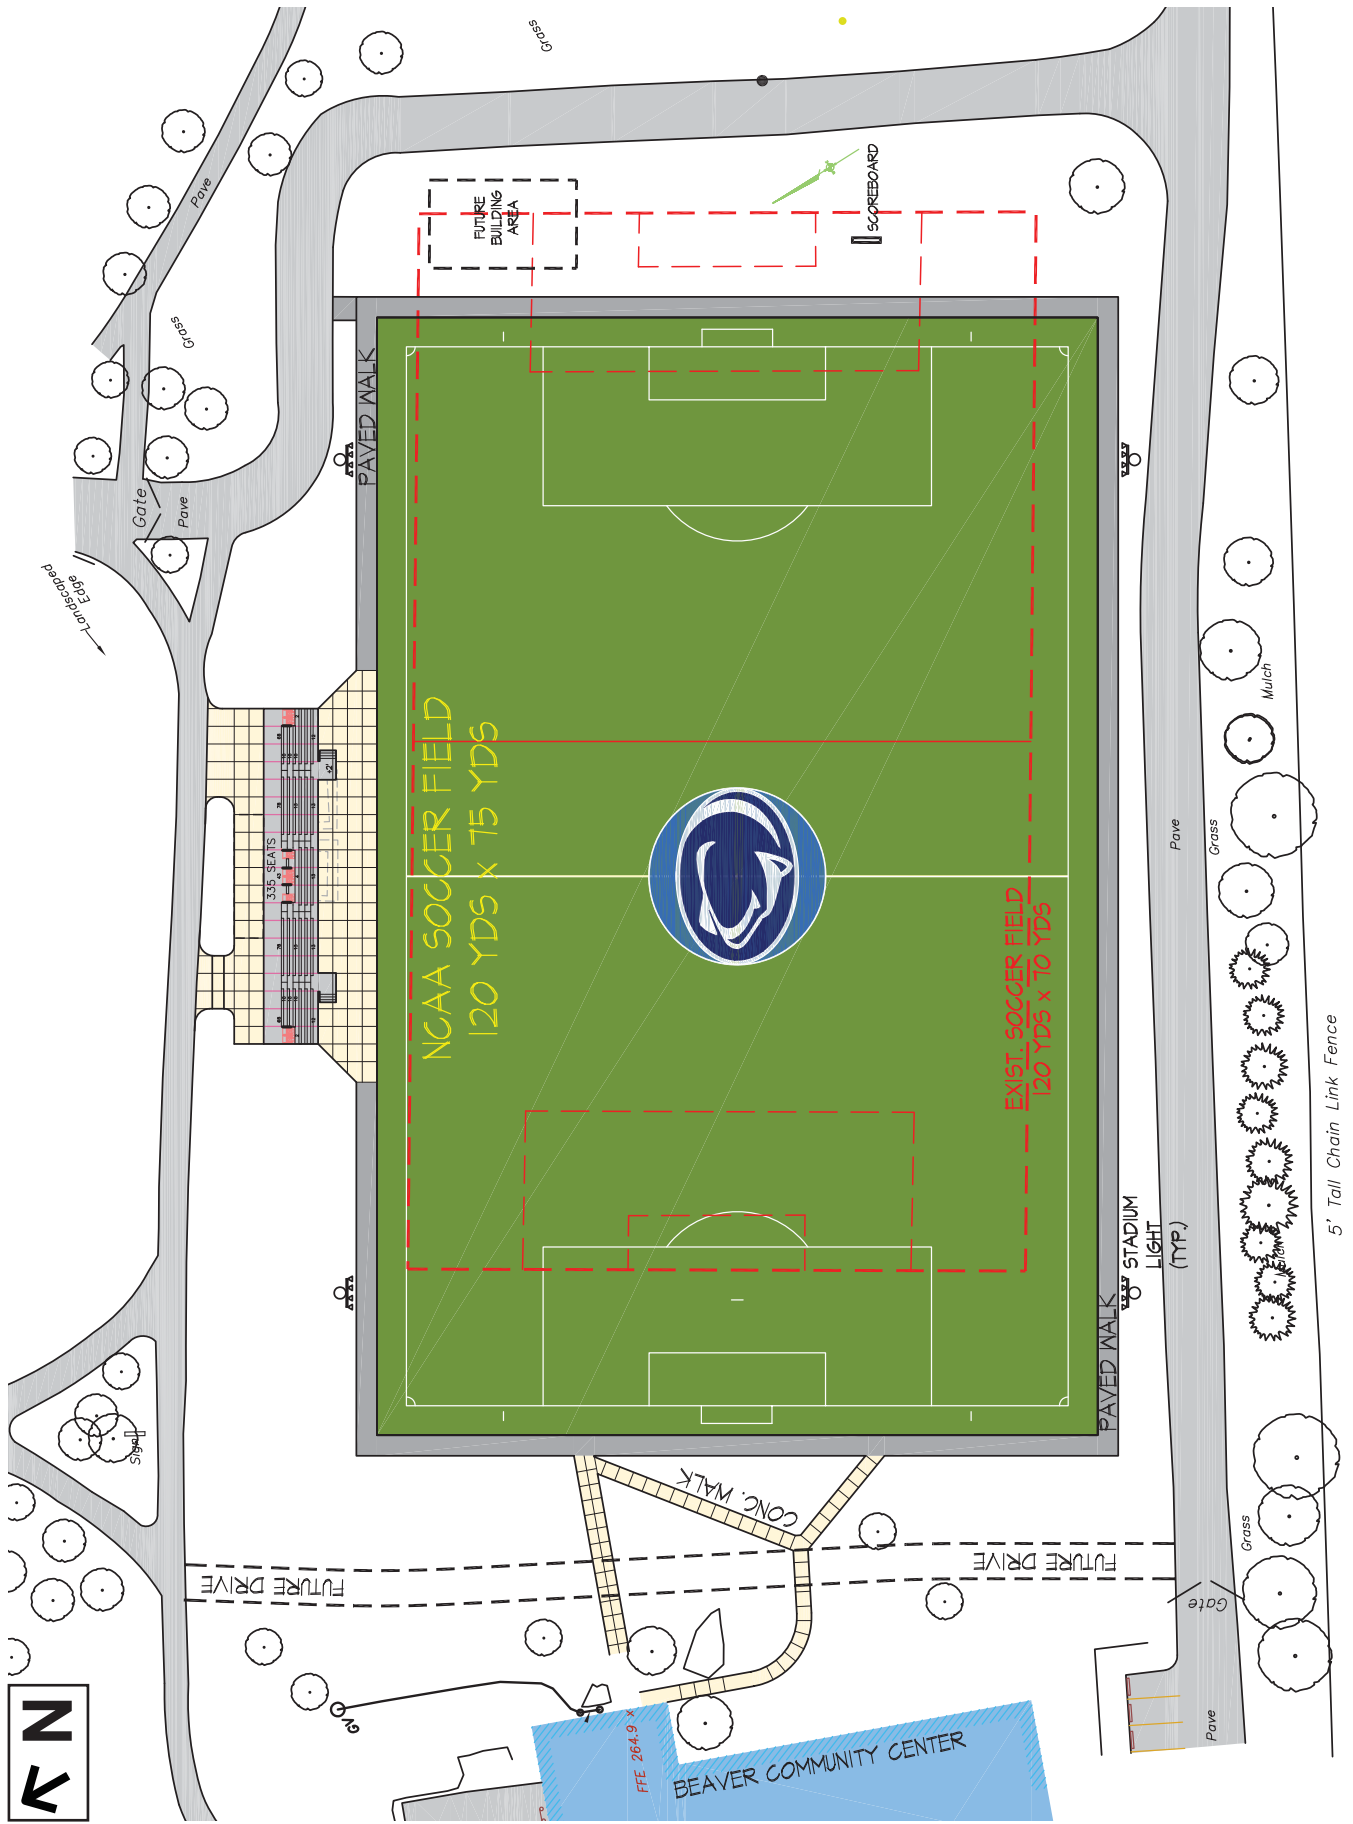 Grass
Pave
FUTURE
BUILDING
AREA
SCOREBOARD
Grass
PAVED WALK
Gate
Pave
Landscaped
Edge
Mulch
NCAA SOCCER FIELD
120 YDS x 75 YDS
+2'
335 SEATS
Pave
Grass
EXIST. SOCCER FIELD
120 YDS x 70 YDS
5' Tall Chain Link Fence
STADIUM
LIGHT
(TYP.)
Mulch
PAVED WALK
Sign
CONC. WALK
Grass
FUTURE DRIVE
FUTURE DRIVE
Gate
GV
Pave
FFE 264.9 x
BEAVER COMMUNITY CENTER
N